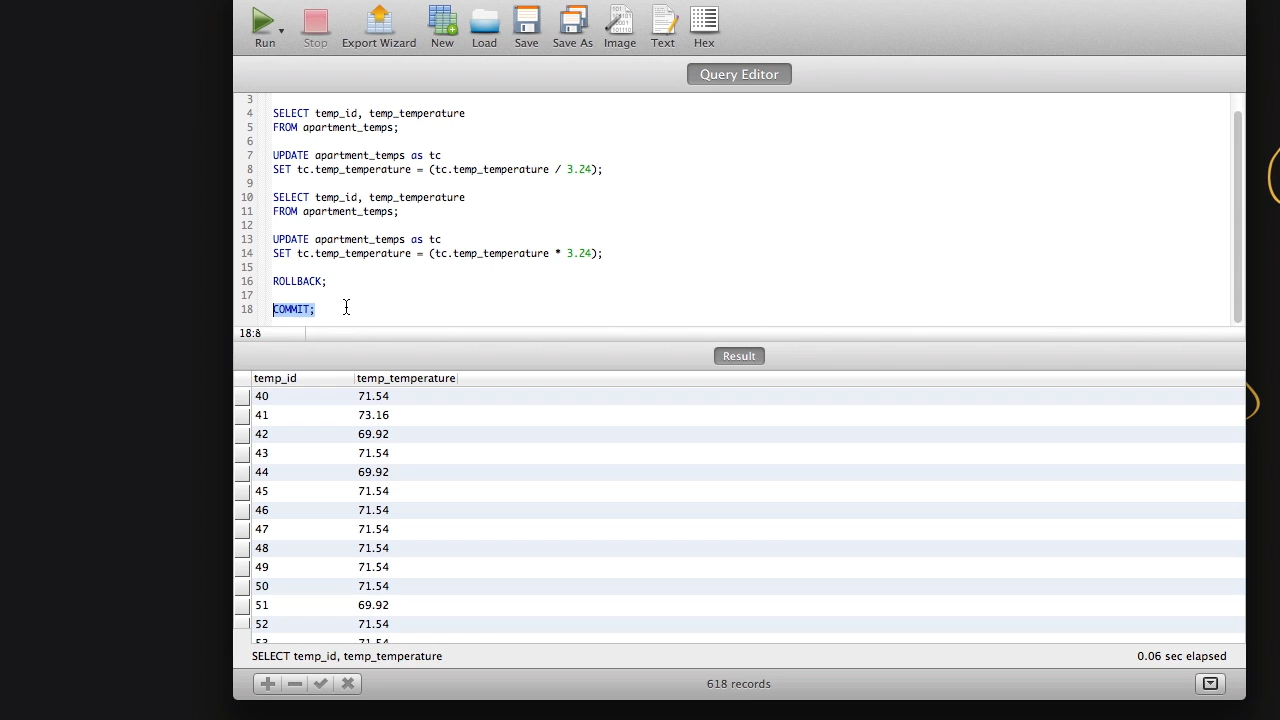 Run
Stop
Export Wizard
New
Load
Save
Save As
Image
Text
Hex
Query Editor
3
4 SELECT temp_id, temp_temperature
5 FROM apartment_temps;
6
7 UPDATE apartment_temps as tc
8 SET tc.temp_temperature = (tc.temp_temperature / 3.24);
9
10 SELECT temp_id, temp_temperature
11 FROM apartment_temps;
12
13 UPDATE apartment_temps as tc
14 SET tc.temp_temperature = (tc.temp_temperature * 3.24);
15
16 ROLLBACK;
17
18 COMMIT;
18:8
Result
temp_id temp_temperature
40 71.54
41 73.16
42 69.92
43 71.54
44 69.92
45 71.54
46 71.54
47 71.54
48 71.54
49 71.54
50 71.54
51 69.92
52 71.54
53 71.54
SELECT temp_id, temp_temperature
0.06 sec elapsed
618 records